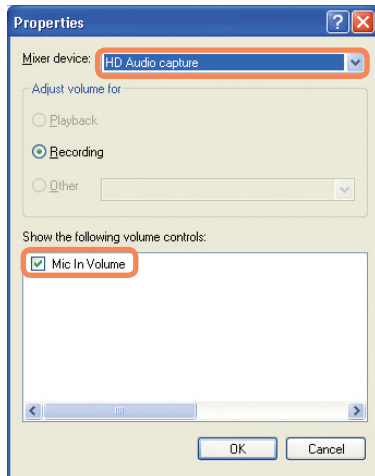 Properties
Mixer device: HD Audio capture
Adjust volume for
Playback
Recording
Other
Show the following volume controls:
Mic In Volume
OK Cancel